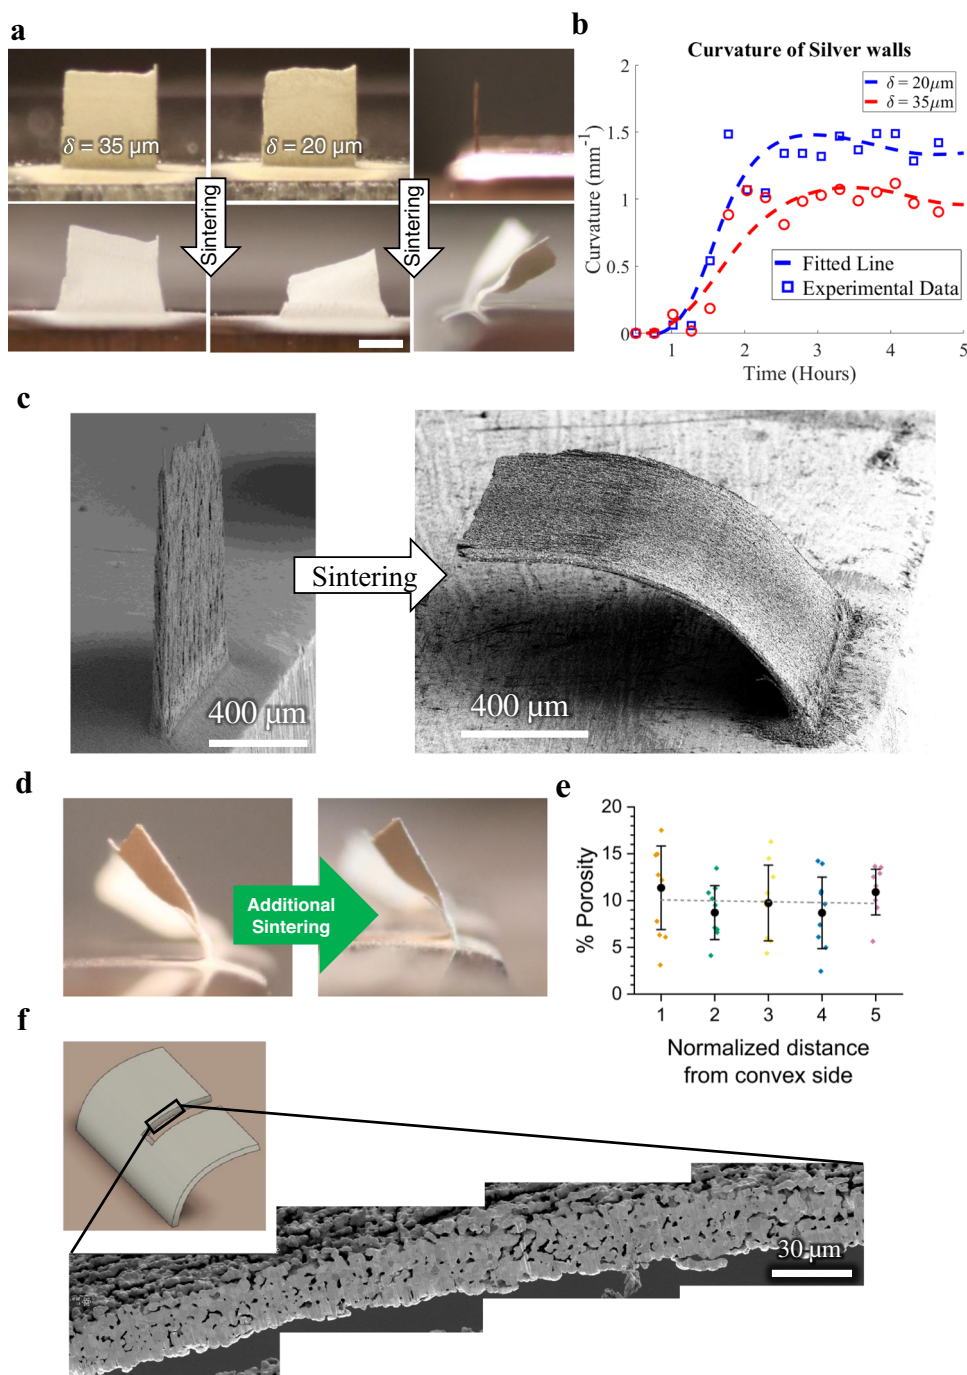 a
δ = 35 μm
δ = 20 μm
Sintering
Sintering
b
Curvature of Silver walls
Curvature (mm-1)
2
1.5
1
0.5
0
1
2
3
4
5
Time (Hours)
δ = 20μm
δ = 35μm
Fitted Line
Experimental Data
c
400 μm
Sintering
400 μm
d
Additional
Sintering
e
% Porosity
20
15
10
5
0
1
2
3
4
5
Normalized distance
from convex side
f
30 μm